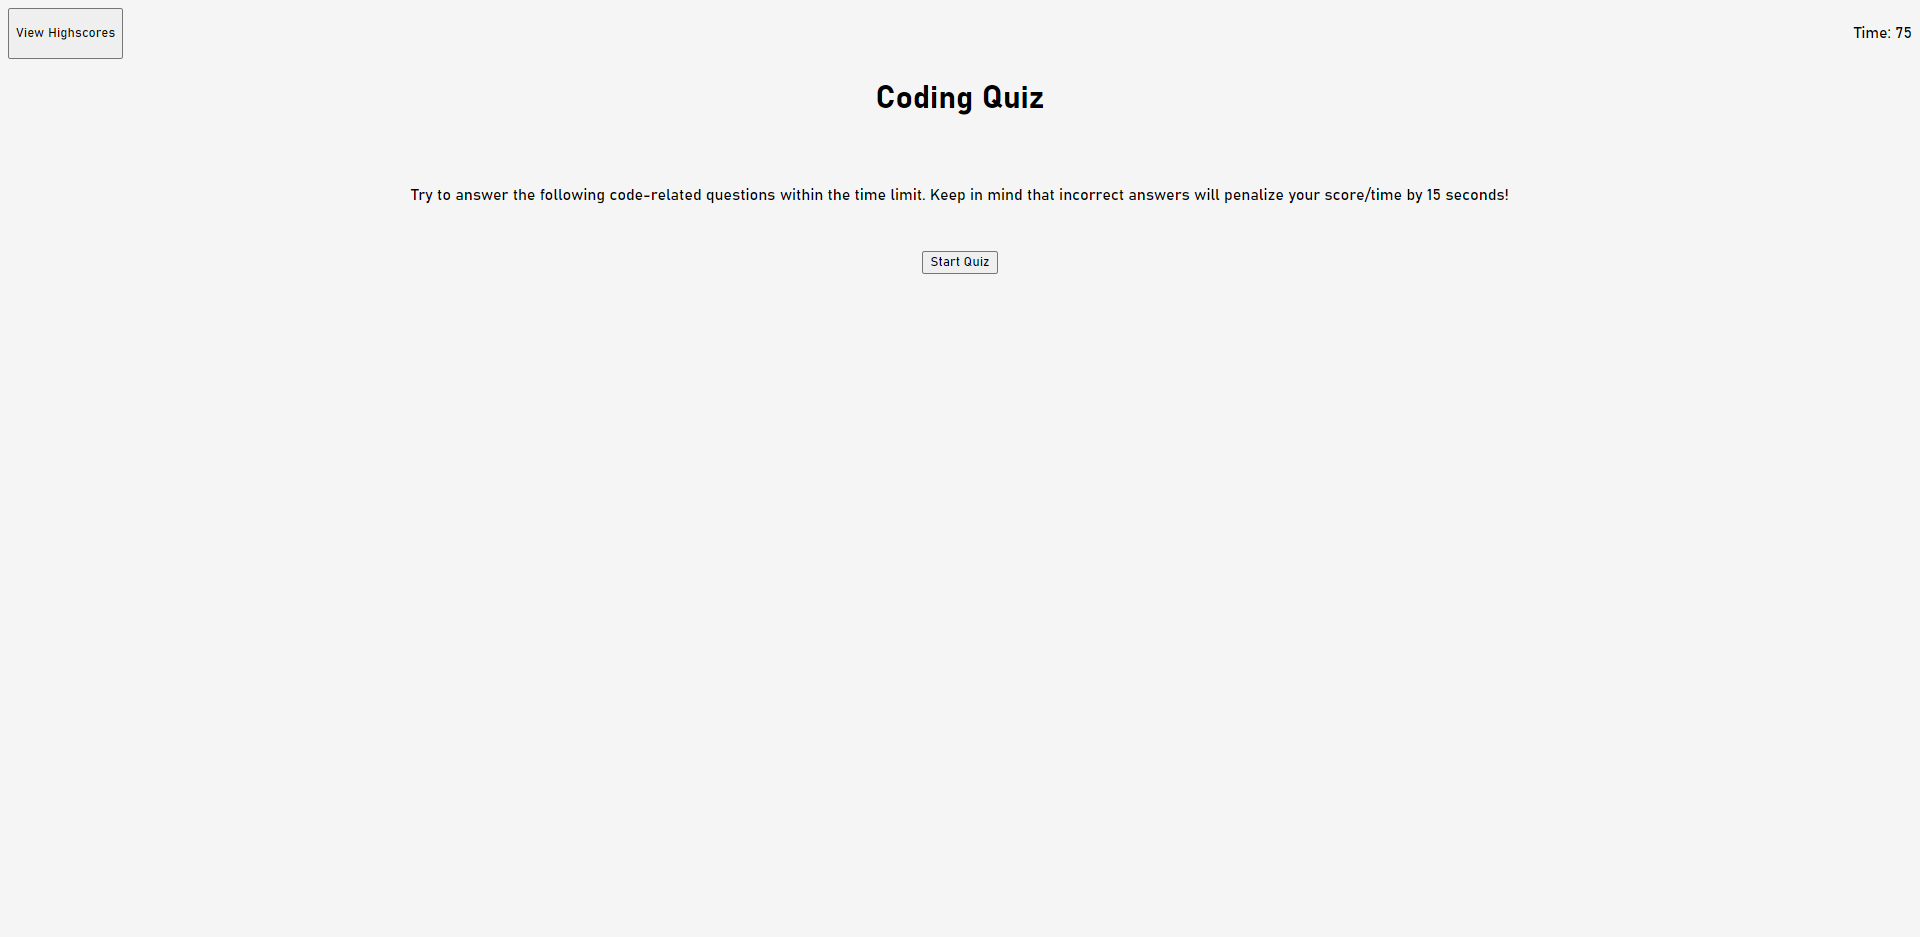 View Highscores
Time: 75
Coding Quiz
Try to answer the following code-related questions within the time limit. Keep in mind that incorrect answers will penalize your score/time by 15 seconds!
Start Quiz